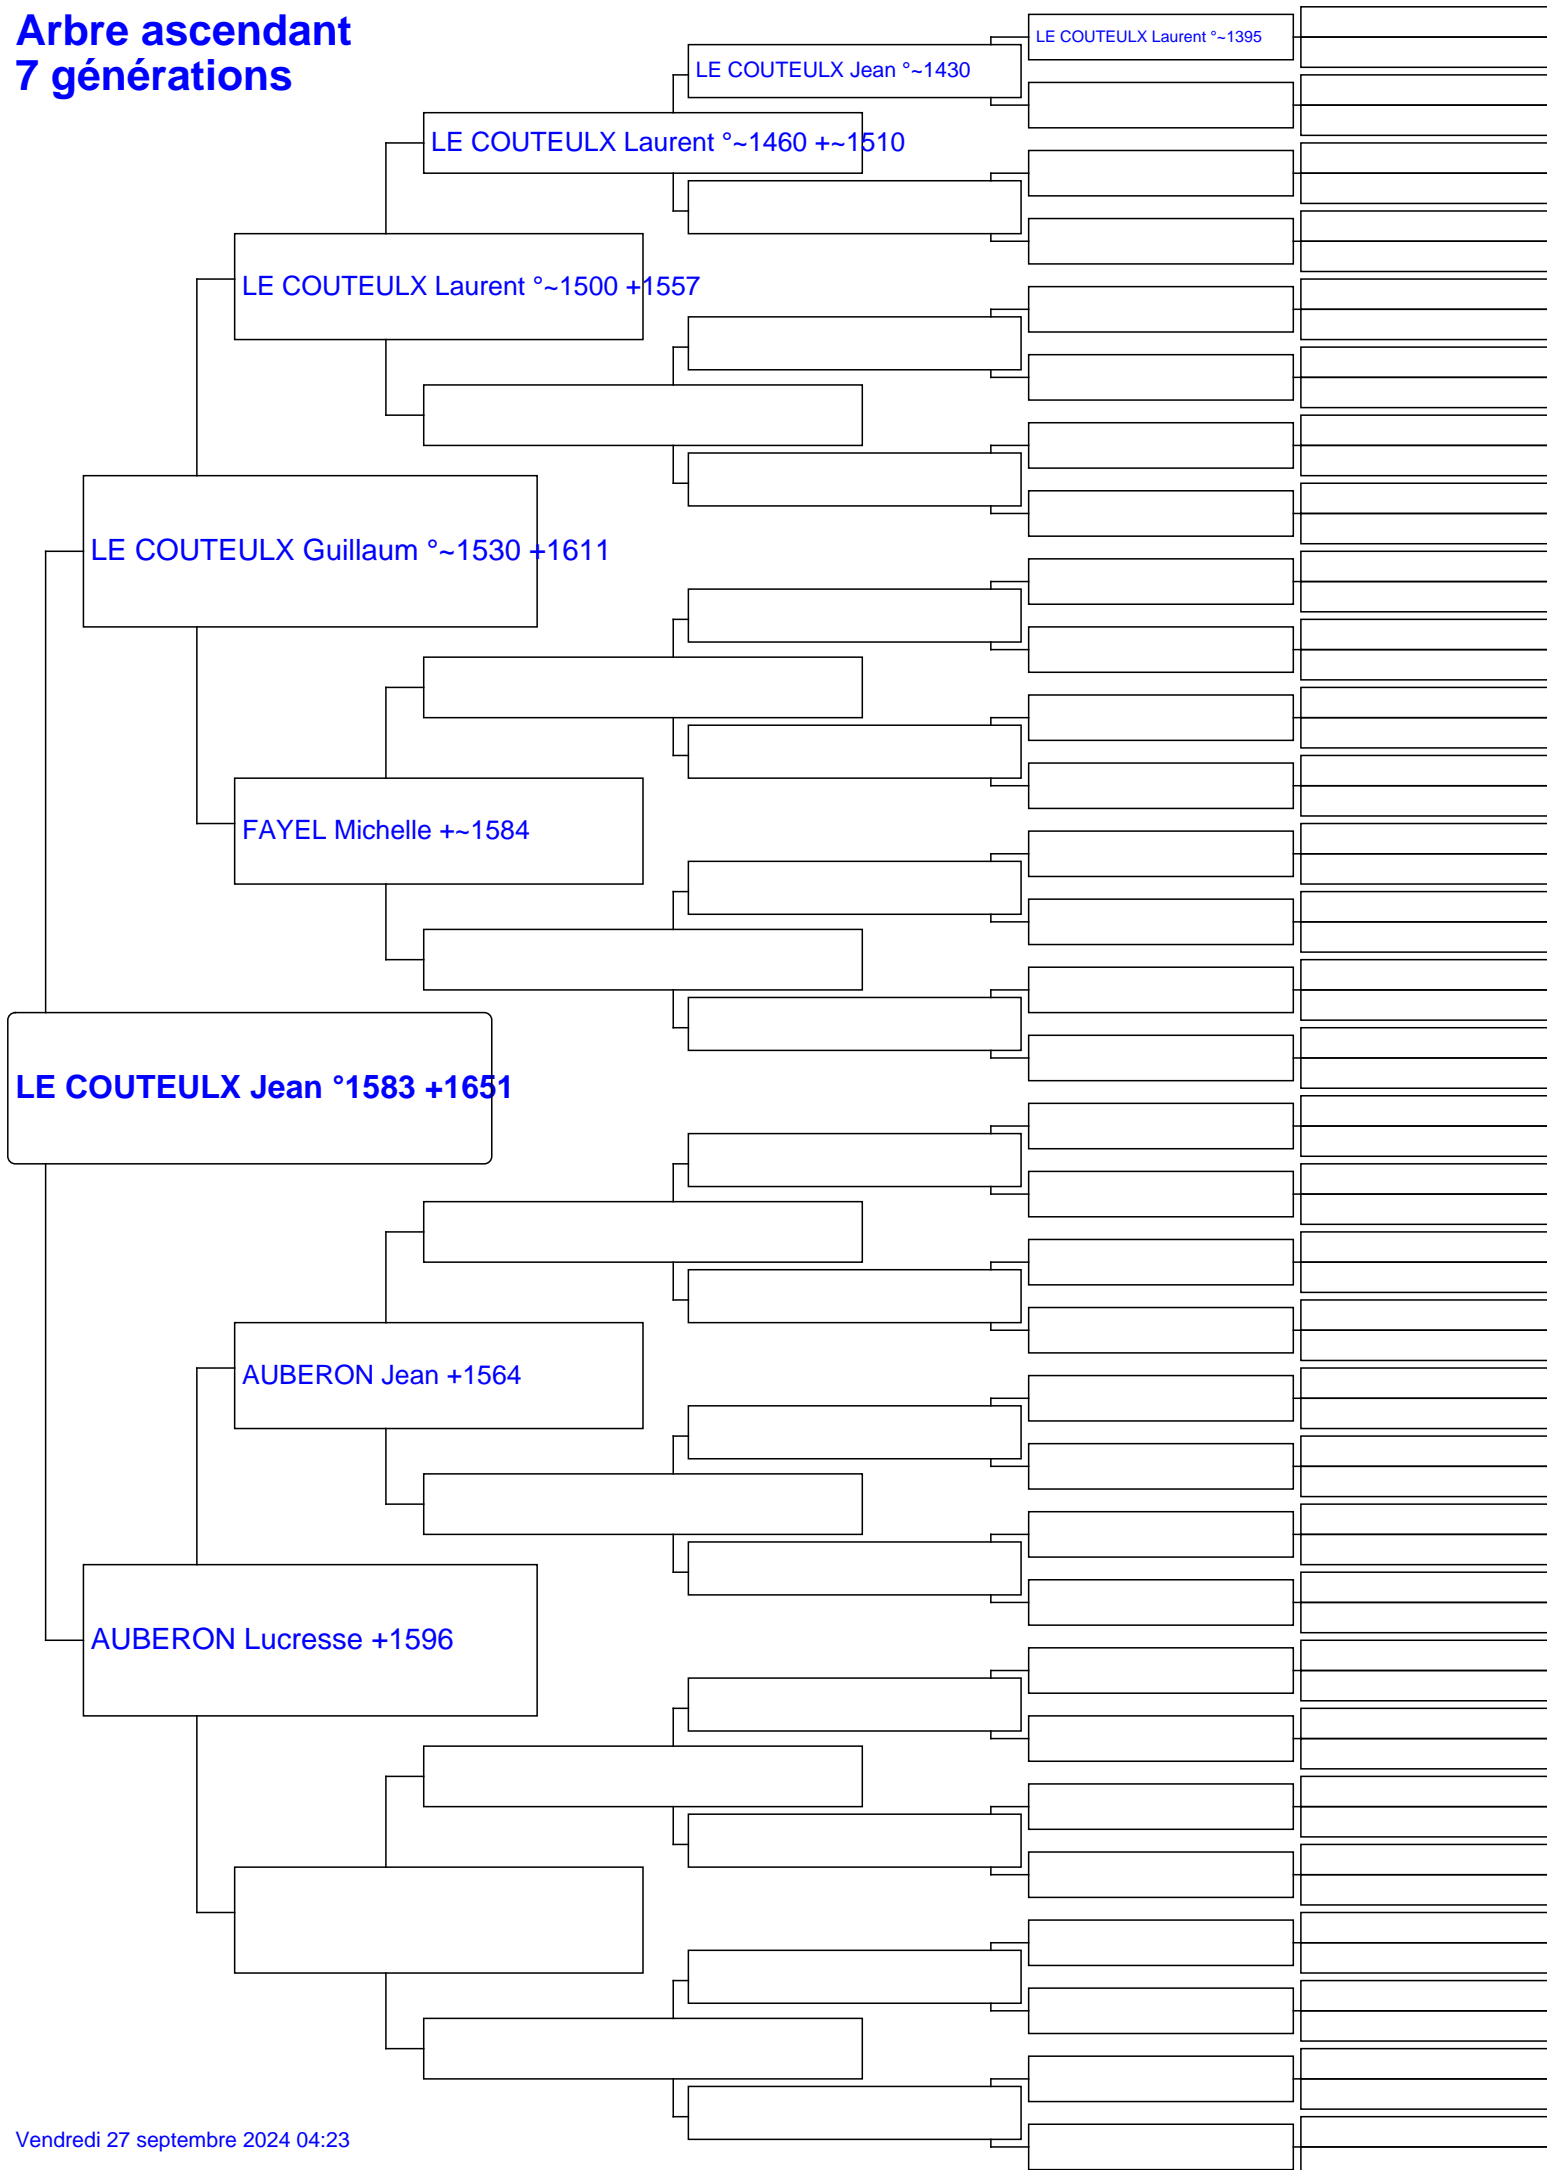 Arbre ascendant
7 générations
LE COUTEULX Laurent °~1395
LE COUTEULX Jean °~1430
LE COUTEULX Laurent °~1460 +~1510
LE COUTEULX Laurent °~1500 +1557
LE COUTEULX Guillaum °~1530 +1611
FAYEL Michelle +~1584
LE COUTEULX Jean °1583 +1651
AUBERON Jean +1564
AUBERON Lucresse +1596
Vendredi 27 septembre 2024 04:23